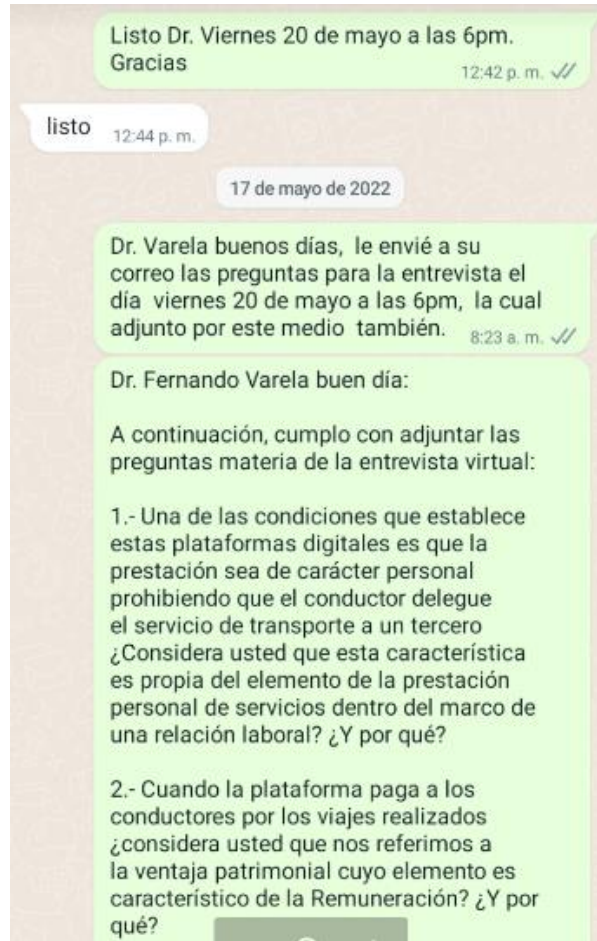 Listo Dr. Viernes 20 de mayo a las 6pm.
Gracias
12:42 p. m.
listo
12:44 p. m.
17 de mayo de 2022
Dr. Varela buenos días, le envié a su
correo las preguntas para la entrevista el
día viernes 20 de mayo a las 6pm, la cual
adjunto por este medio también.
8:23 a. m.
Dr. Fernando Varela buen día:
A continuación, cumplo con adjuntar las
preguntas materia de la entrevista virtual:
1.- Una de las condiciones que establece
estas plataformas digitales es que la
prestación sea de carácter personal
prohibiendo que el conductor delegue
el servicio de transporte a un tercero
¿Considera usted que esta característica
es propia del elemento de la prestación
personal de servicios dentro del marco de
una relación laboral? ¿Y por qué?
2.- Cuando la plataforma paga a los
conductores por los viajes realizados
¿considera usted que nos referimos a
la ventaja patrimonial cuyo elemento es
característico de la Remuneración? ¿Y por
qué?